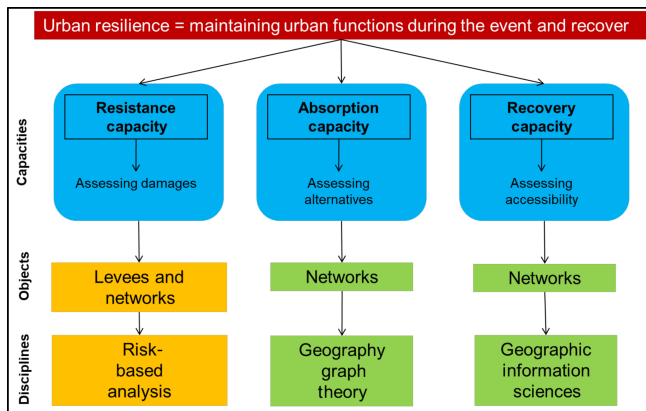 Urban resilience = maintaining urban functions during the event and recover
Capacities
Resistance
capacity
Assessing damages
Absorption
capacity
Assessing
alternatives
Recovery
capacity
Assessing
accessibility
Objects
Levees and
networks
Networks
Networks
Disciplines
Risk-
based
analysis
Geography
graph
theory
Geographic
information
sciences